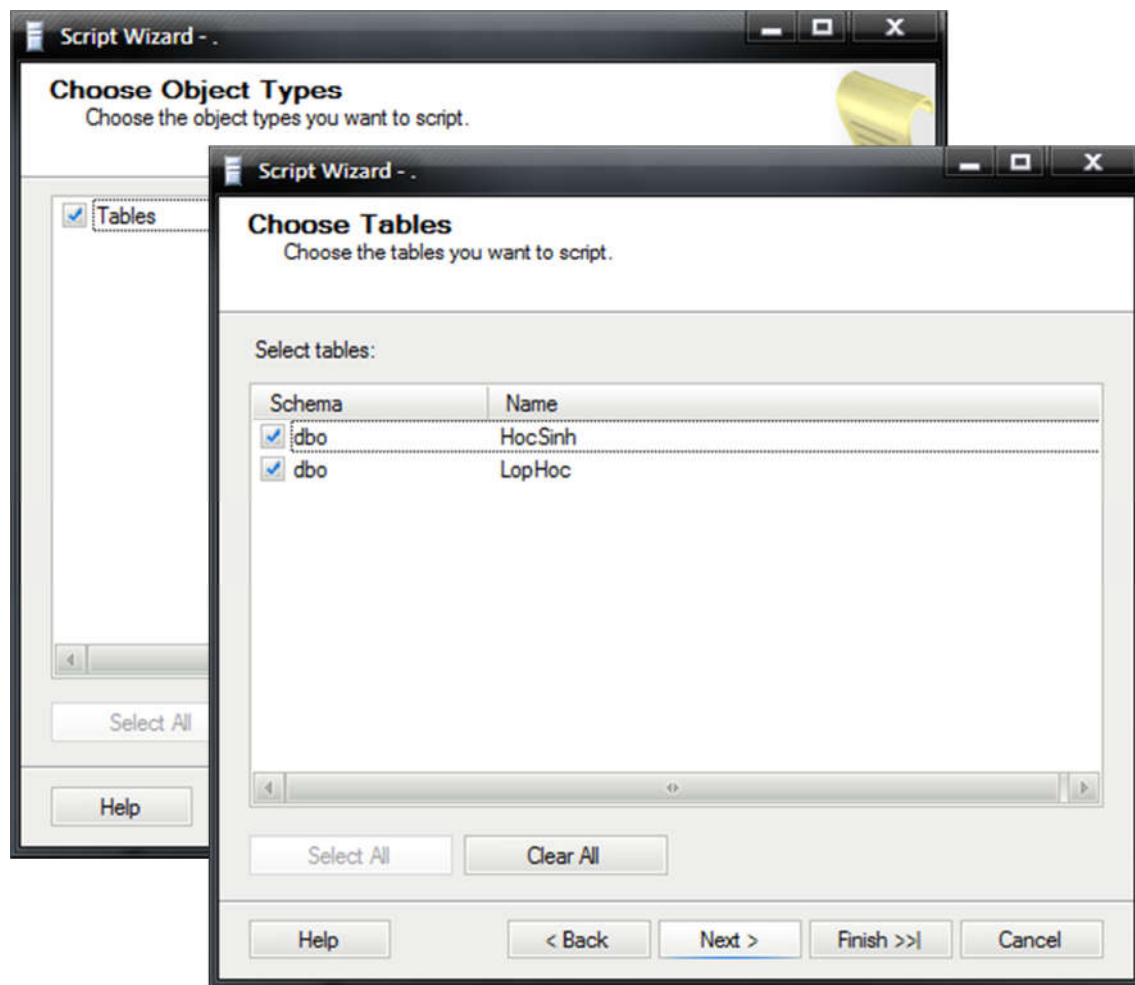 Script Wizard - .
Choose Object Types
Choose the object types you want to script.
Tables
Select All
Help
Script Wizard - .
Choose Tables
Choose the tables you want to script.
Select tables:
Schema Name
dbo HocSinh
dbo LopHoc
Select All Clear All
Help < Back Next > Finish >>| Cancel